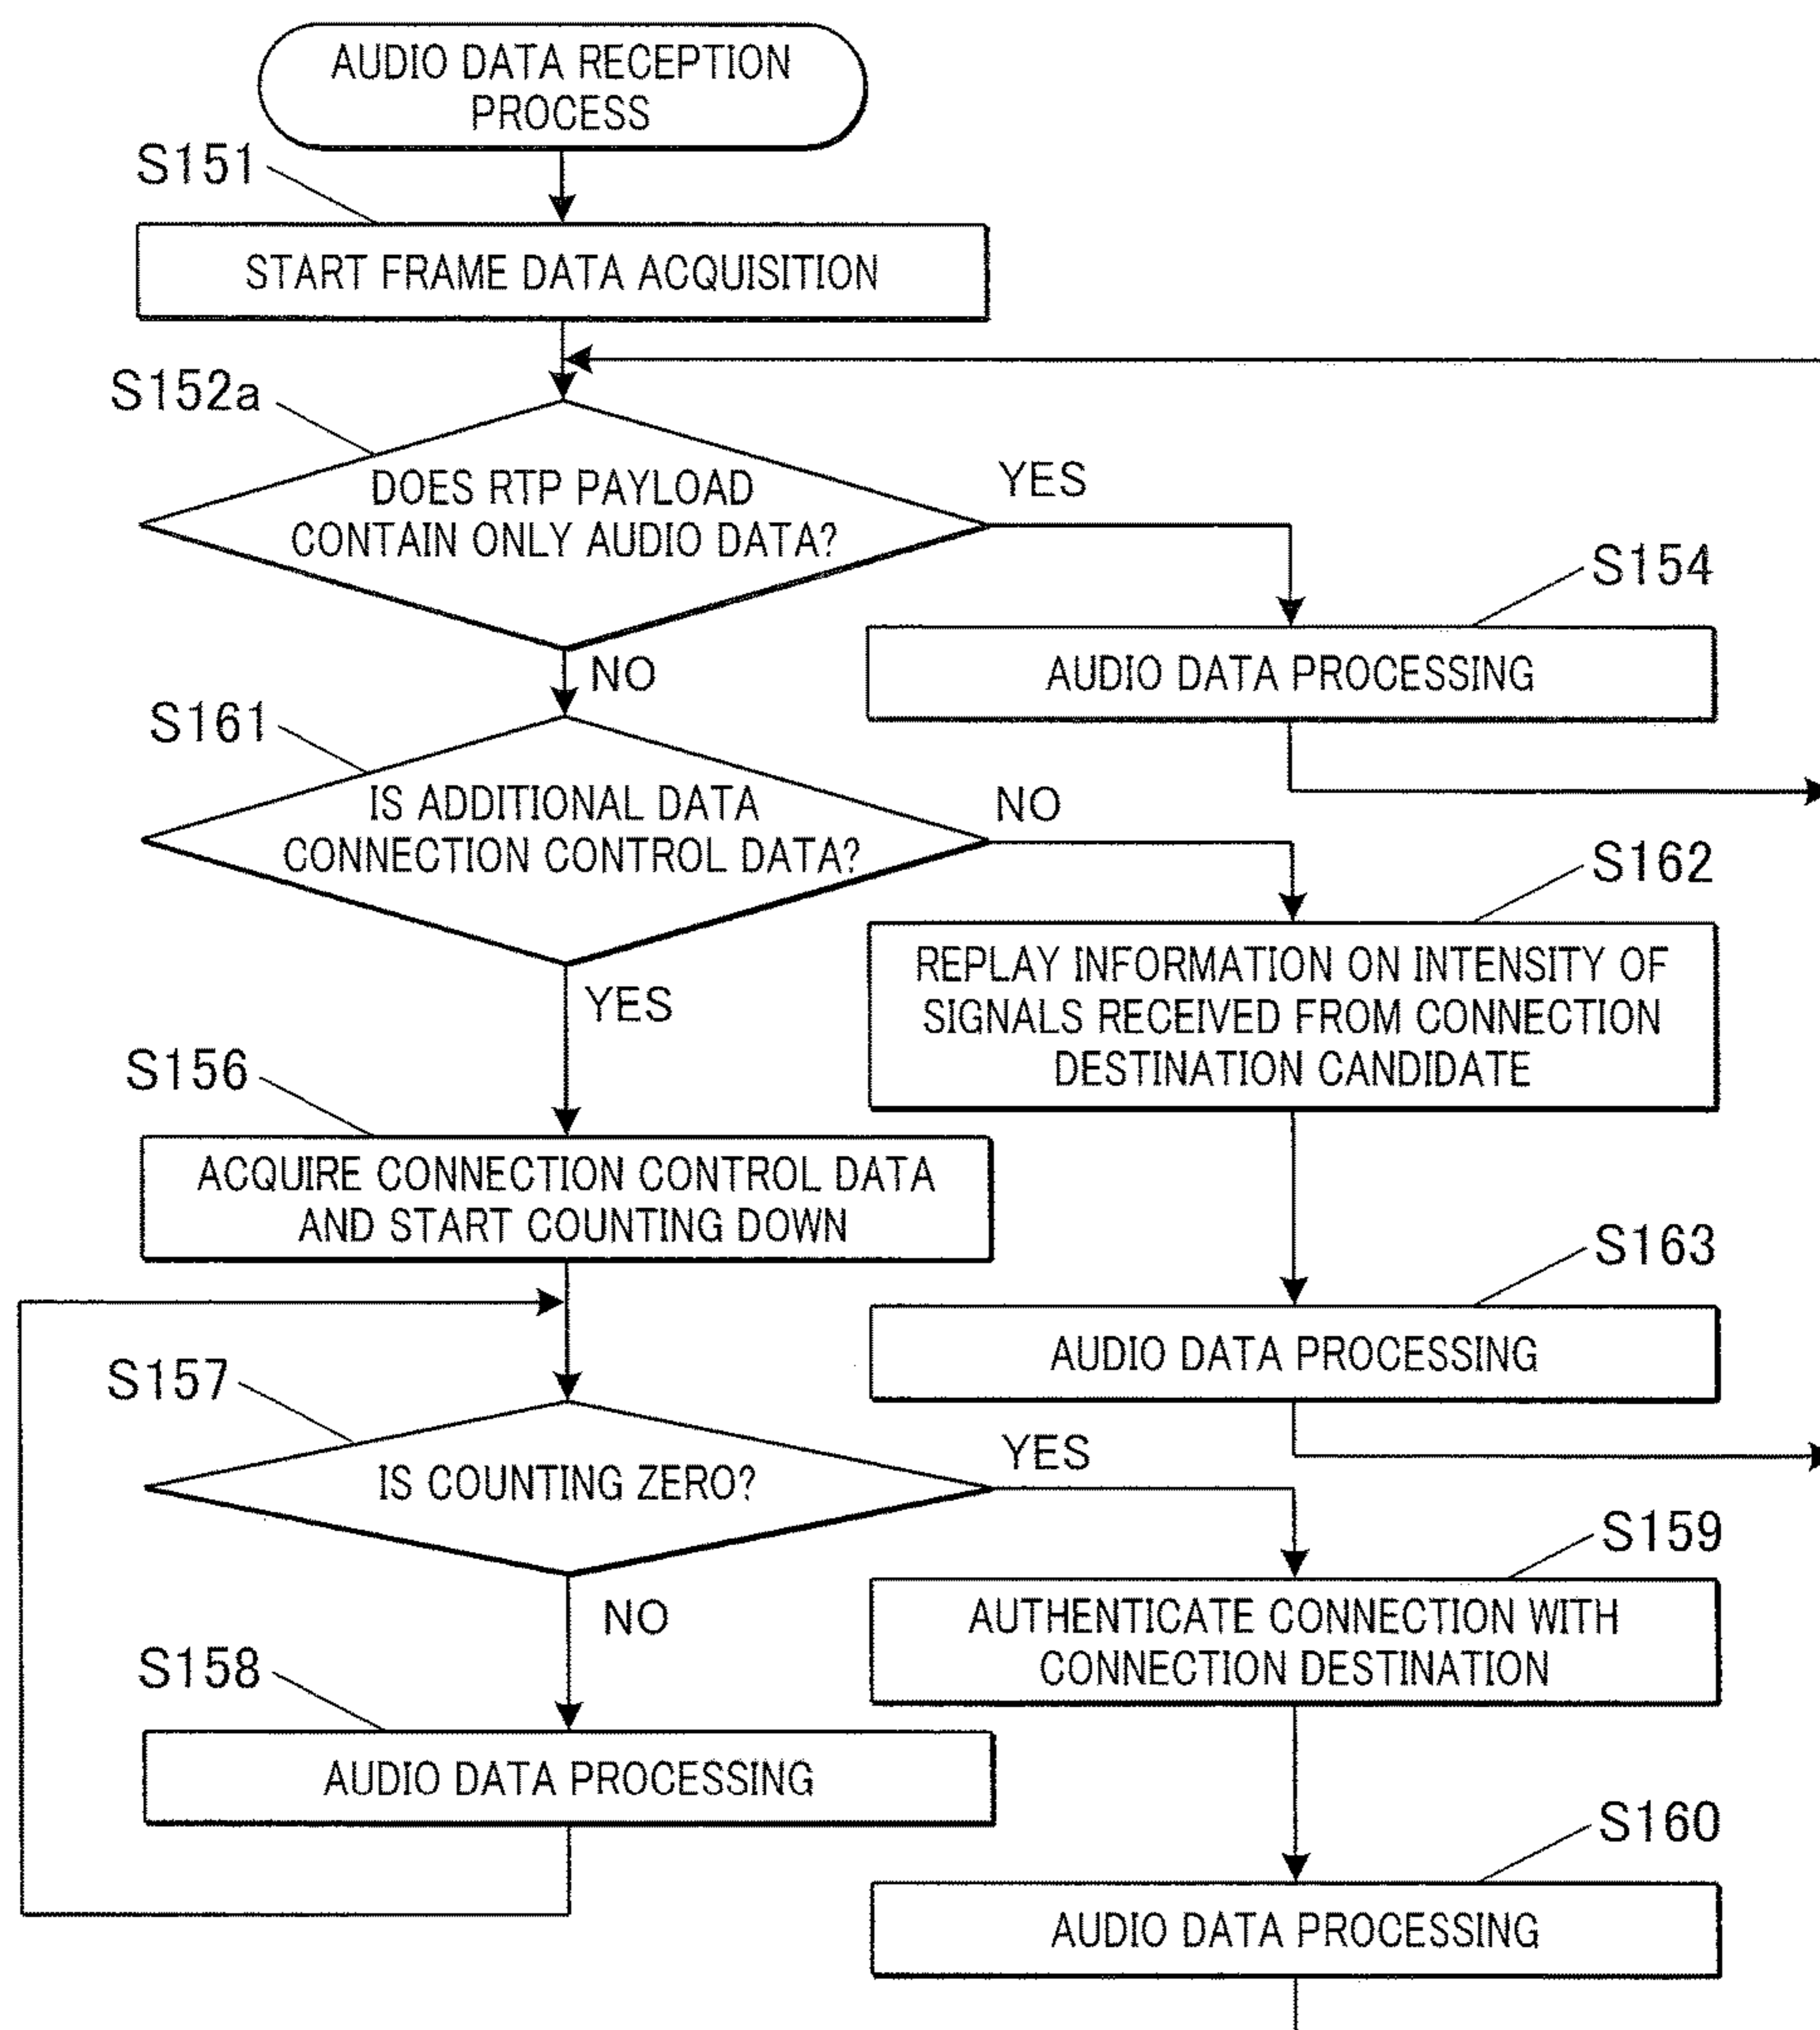 AUDIO DATA RECEPTION
PROCESS
S151
START FRAME DATA ACQUISITION
S152a
DOES RTP PAYLOAD
CONTAIN ONLY AUDIO DATA?
YES
S154
AUDIO DATA PROCESSING
NO
S161
IS ADDITIONAL DATA
CONNECTION CONTROL DATA?
NO
S162
REPLAY INFORMATION ON INTENSITY OF
SIGNALS RECEIVED FROM CONNECTION
DESTINATION CANDIDATE
YES
S156
ACQUIRE CONNECTION CONTROL DATA
AND START COUNTING DOWN
S163
AUDIO DATA PROCESSING
S157
IS COUNTING ZERO?
YES
S159
AUTHENTICATE CONNECTION WITH
CONNECTION DESTINATION
NO
S158
AUDIO DATA PROCESSING
S160
AUDIO DATA PROCESSING